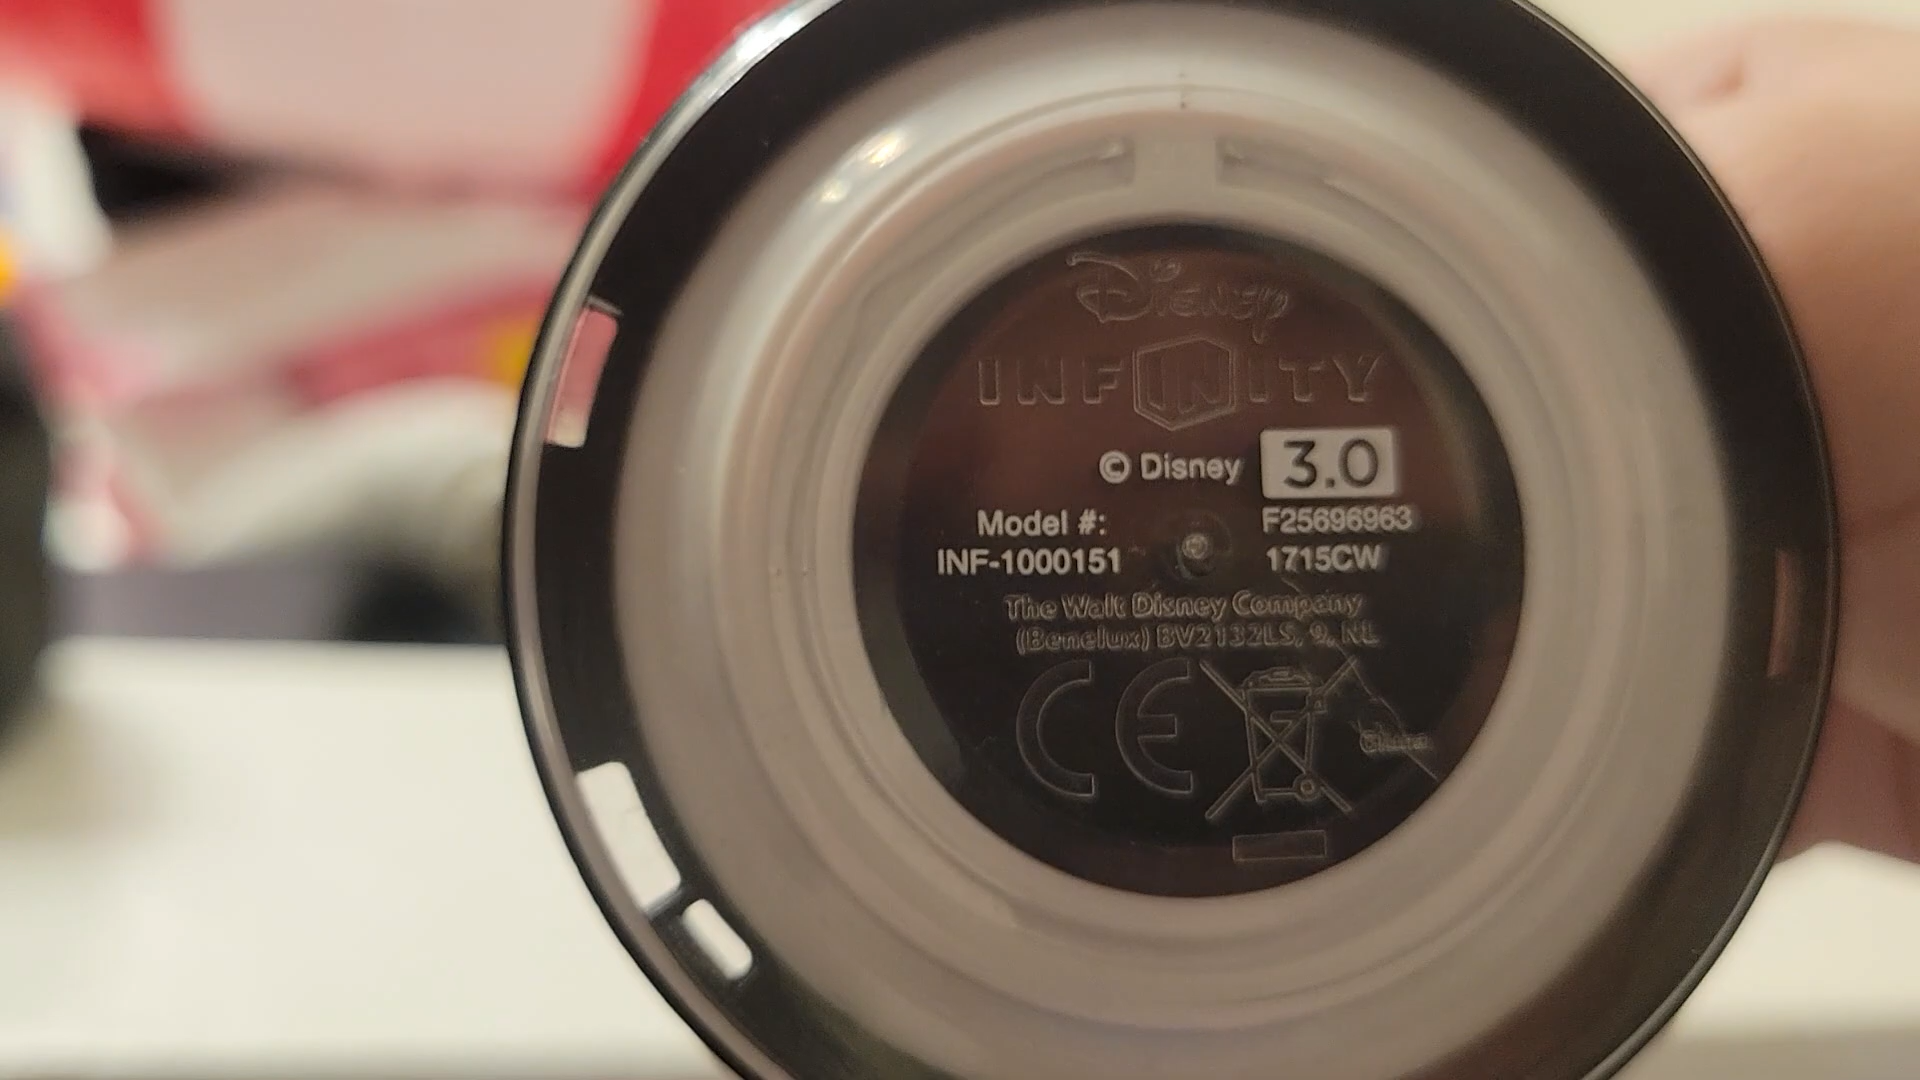 Disney
INFINITY
© Disney 3.0
Model #: F25696963
INF-1000151 1715CW
The Walt Disney Company
(Benelux) BV2132LS, 9, NL
CE
China